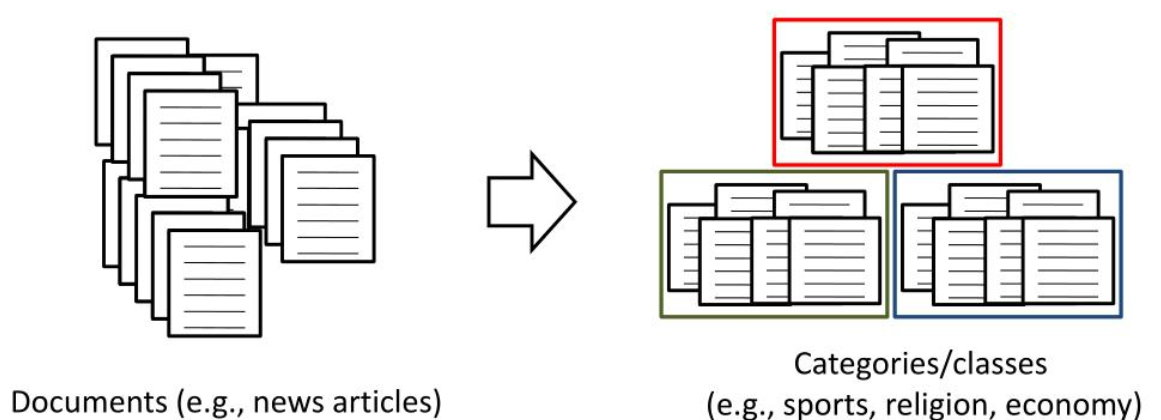 Documents (e.g., news articles)
Categories/classes
(e.g., sports, religion, economy)